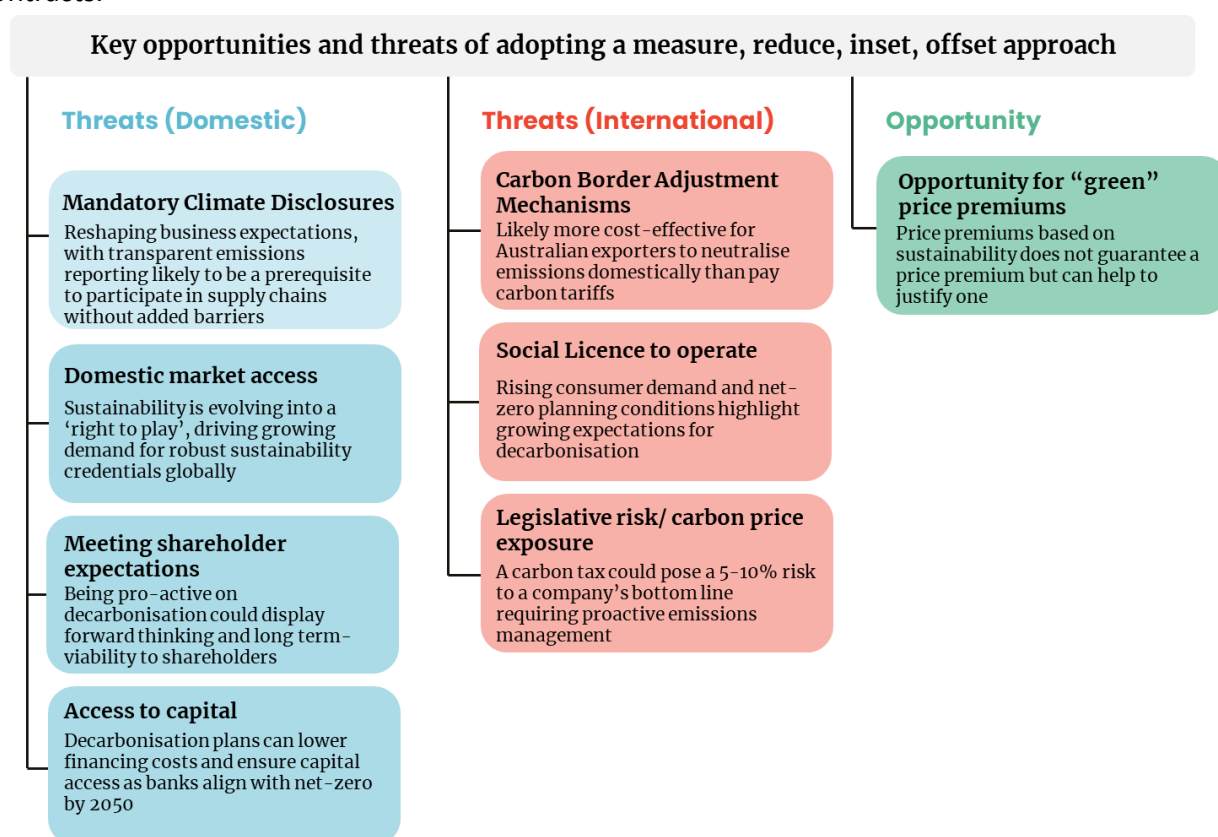 Key opportunities and threats of adopting a measure, reduce, inset, offset approach
Threats (Domestic)
Mandatory Climate Disclosures
Reshaping business expectations,
with transparent emissions
reporting likely to be a prerequisite
to participate in supply chains
without added barriers
Domestic market access
Sustainability is evolving into a
‘right to play’, driving growing
demand for robust sustainability
credentials globally
Meeting shareholder
expectations
Being pro-active on
decarbonisation could display
forward thinking and long term-
viability to shareholders
Access to capital
Decarbonisation plans can lower
financing costs and ensure capital
access as banks align with net-zero
by 2050
Threats (International)
Carbon Border Adjustment
Mechanisms
Likely more cost-effective for
Australian exporters to neutralise
emissions domestically than pay
carbon tariffs
Social Licence to operate
Rising consumer demand and net-
zero planning conditions highlight
growing expectations for
decarbonisation
Legislative risk/ carbon price
exposure
A carbon tax could pose a 5-10% risk
to a company’s bottom line
requiring proactive emissions
management
Opportunity
Opportunity for “green”
price premiums
Price premiums based on
sustainability does not guarantee a
price premium but can help to
justify one